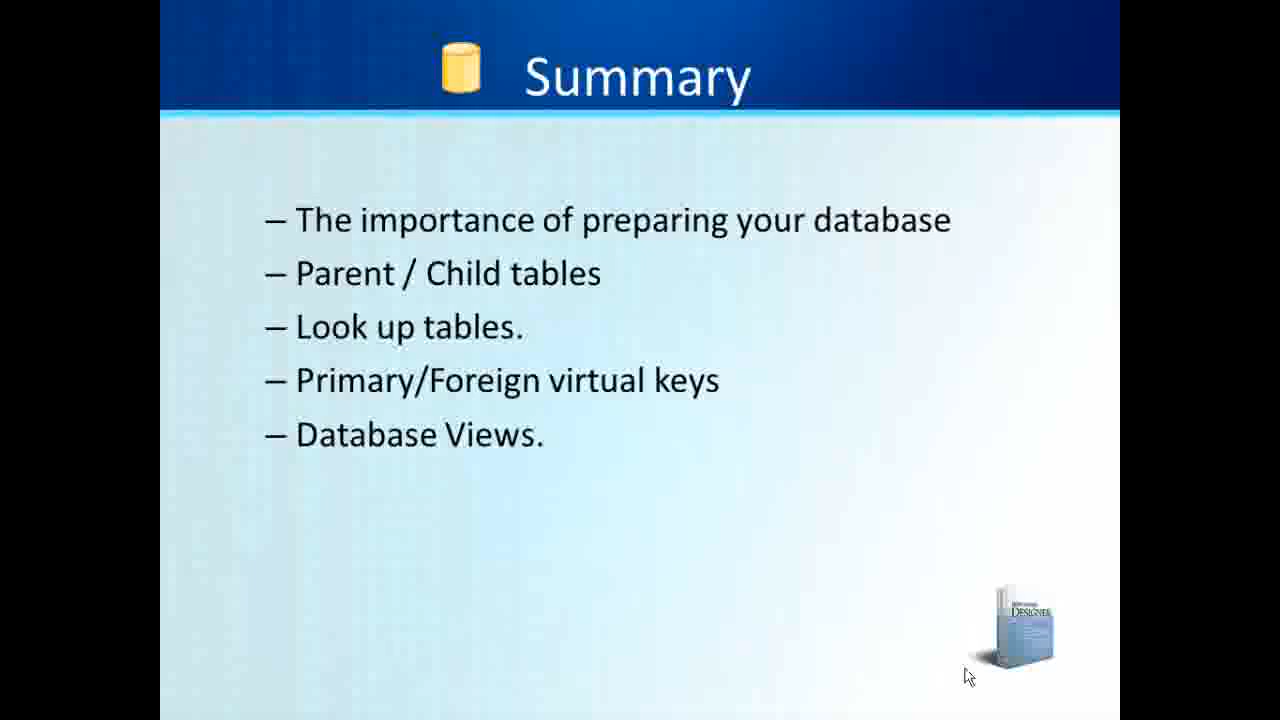 Summary
– The importance of preparing your database
– Parent / Child tables
– Look up tables.
– Primary/Foreign virtual keys
– Database Views.
DESIGNER